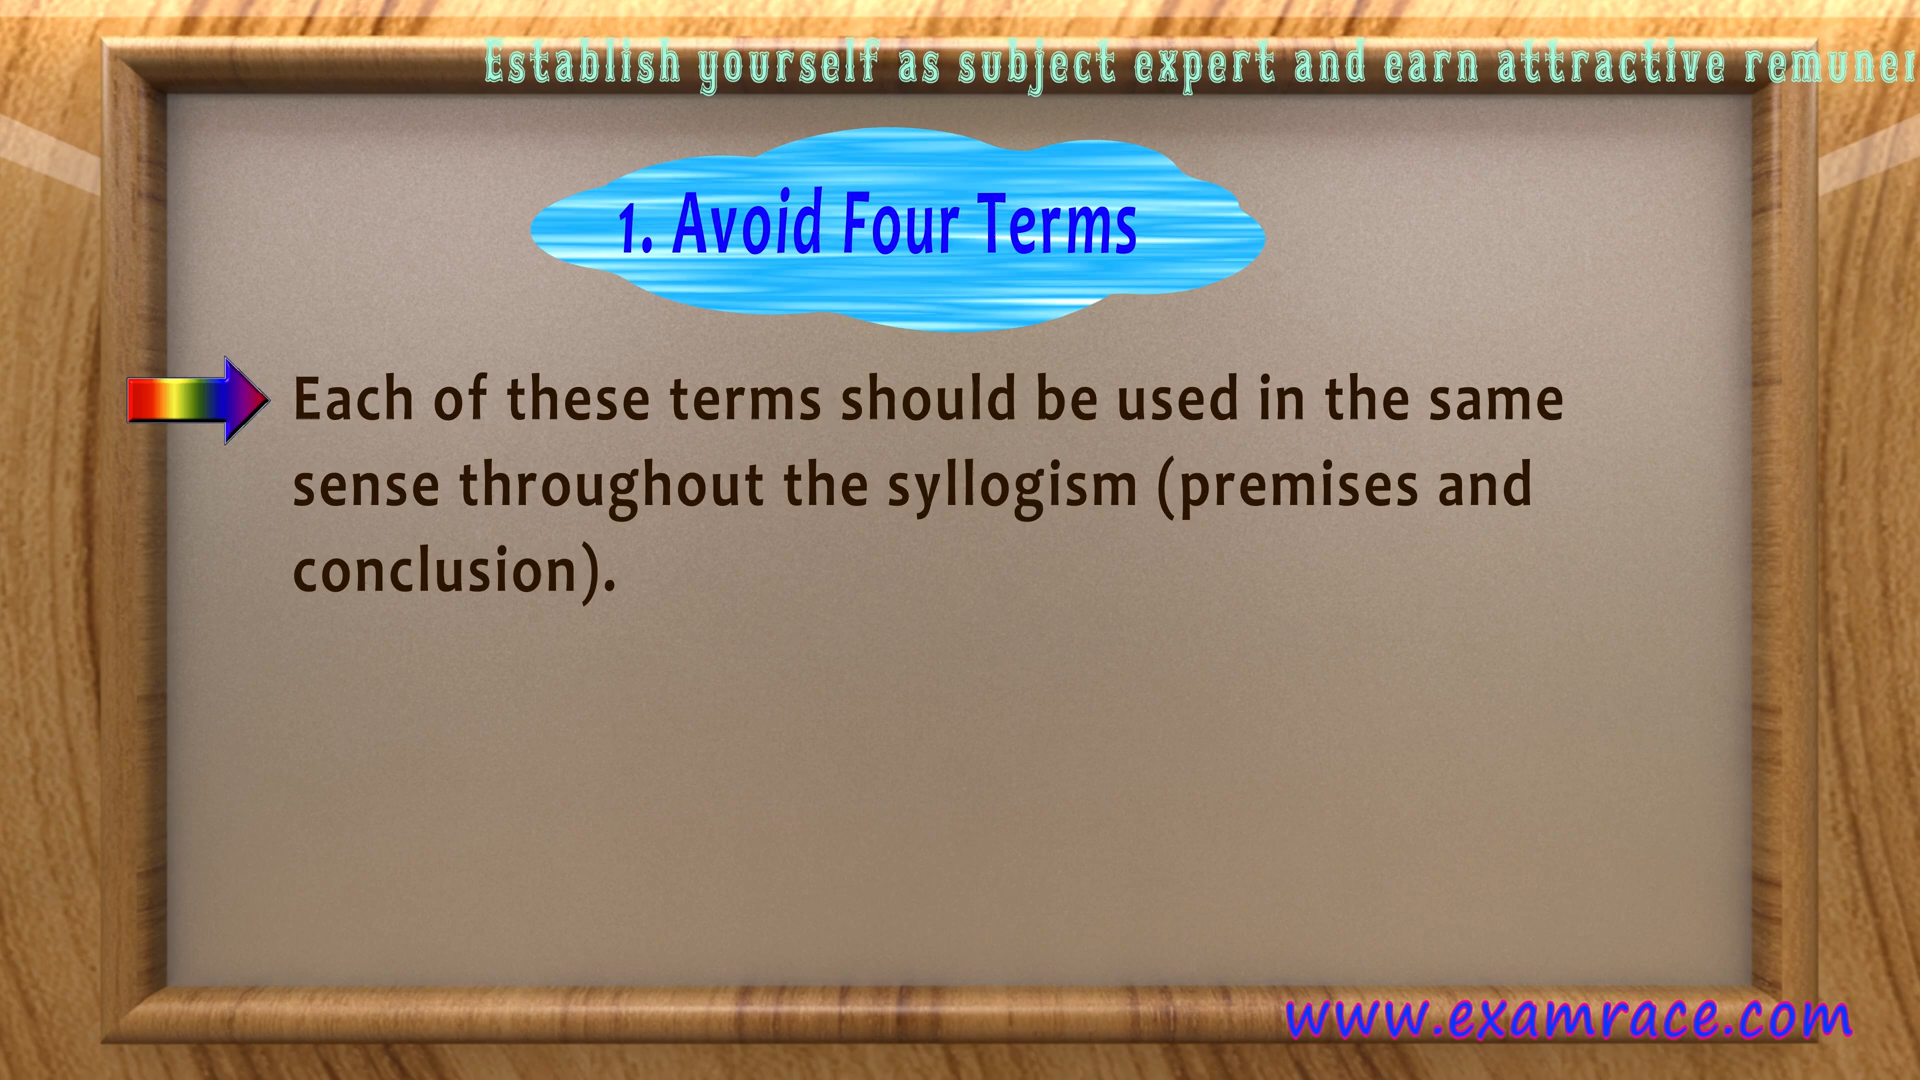 Establish yourself as subject expert and earn attractive
1. Avoid Four Terms
Each of these terms should be used in the same
sense throughout the syllogism (premises and
conclusion).
www.examrace.com